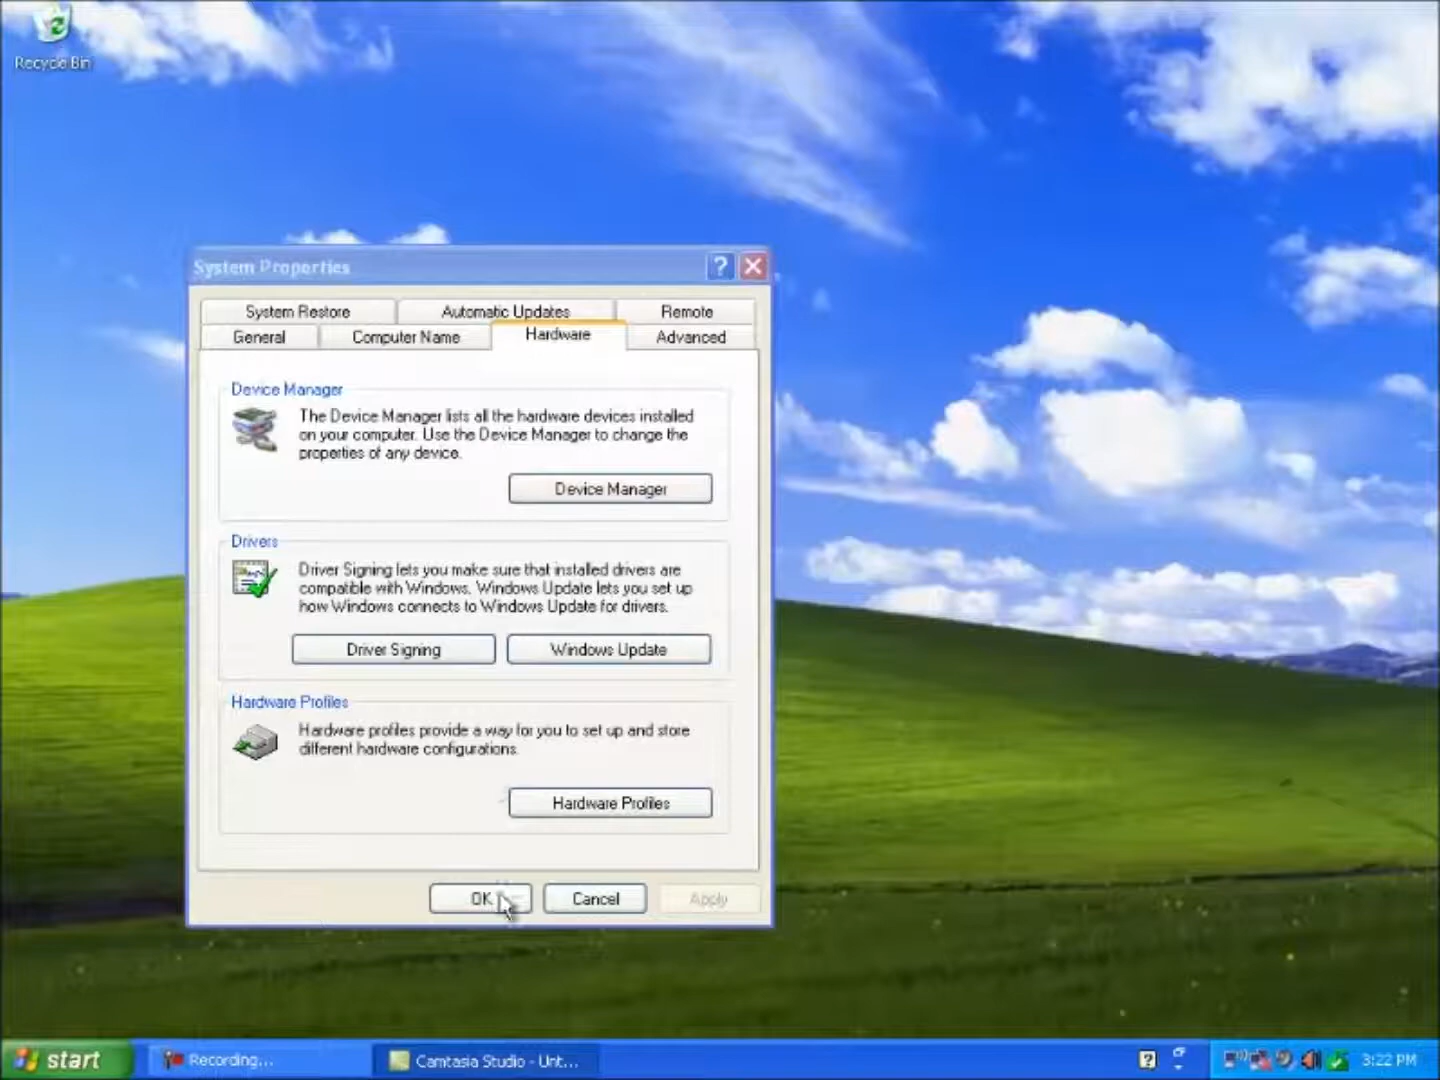 Recycle Bin
System Properties
System Restore
Automatic Updates
Remote
General
Computer Name
Hardware
Advanced
Device Manager
The Device Manager lists all the hardware devices installed
on your computer. Use the Device Manager to change the
properties of any device.
Device Manager
Drivers
Driver Signing lets you make sure that installed drivers are
compatible with Windows. Windows Update lets you set up
how Windows connects to Windows Update for drivers.
Driver Signing
Windows Update
Hardware Profiles
Hardware profiles provide a way for you to set up and store
different hardware configurations.
Hardware Profiles
OK
Cancel
Apply
start
Recording...
Camtasia Studio - Unt...
3:22 PM